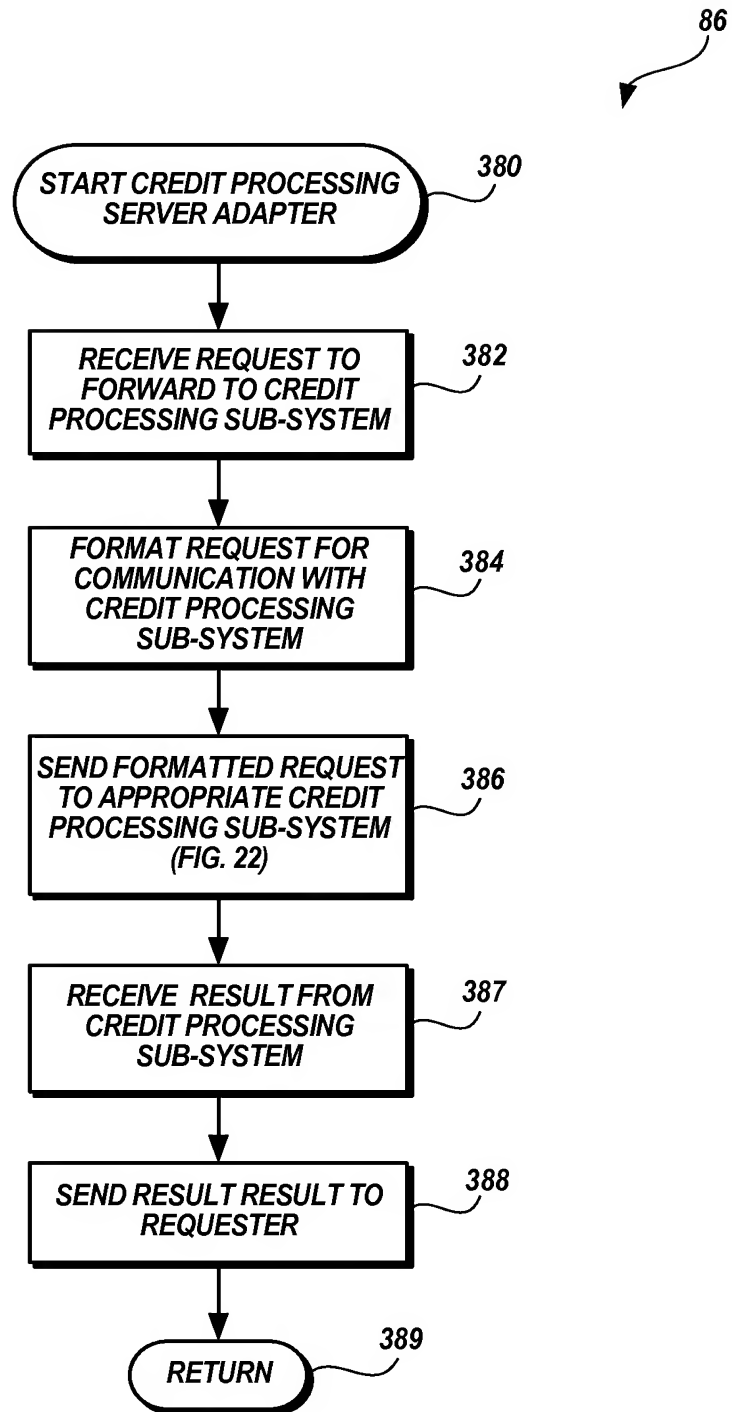 86
START CREDIT PROCESSING
SERVER ADAPTER
380
RECEIVE REQUEST TO
FORWARD TO CREDIT
PROCESSING SUB-SYSTEM
382
FORMAT REQUEST FOR
COMMUNICATION WITH
CREDIT PROCESSING
SUB-SYSTEM
384
SEND FORMATTED REQUEST
TO APPROPRIATE CREDIT
PROCESSING SUB-SYSTEM
(FIG. 22)
386
RECEIVE RESULT FROM
CREDIT PROCESSING
SUB-SYSTEM
387
SEND RESULT RESULT TO
REQUESTER
388
RETURN
389